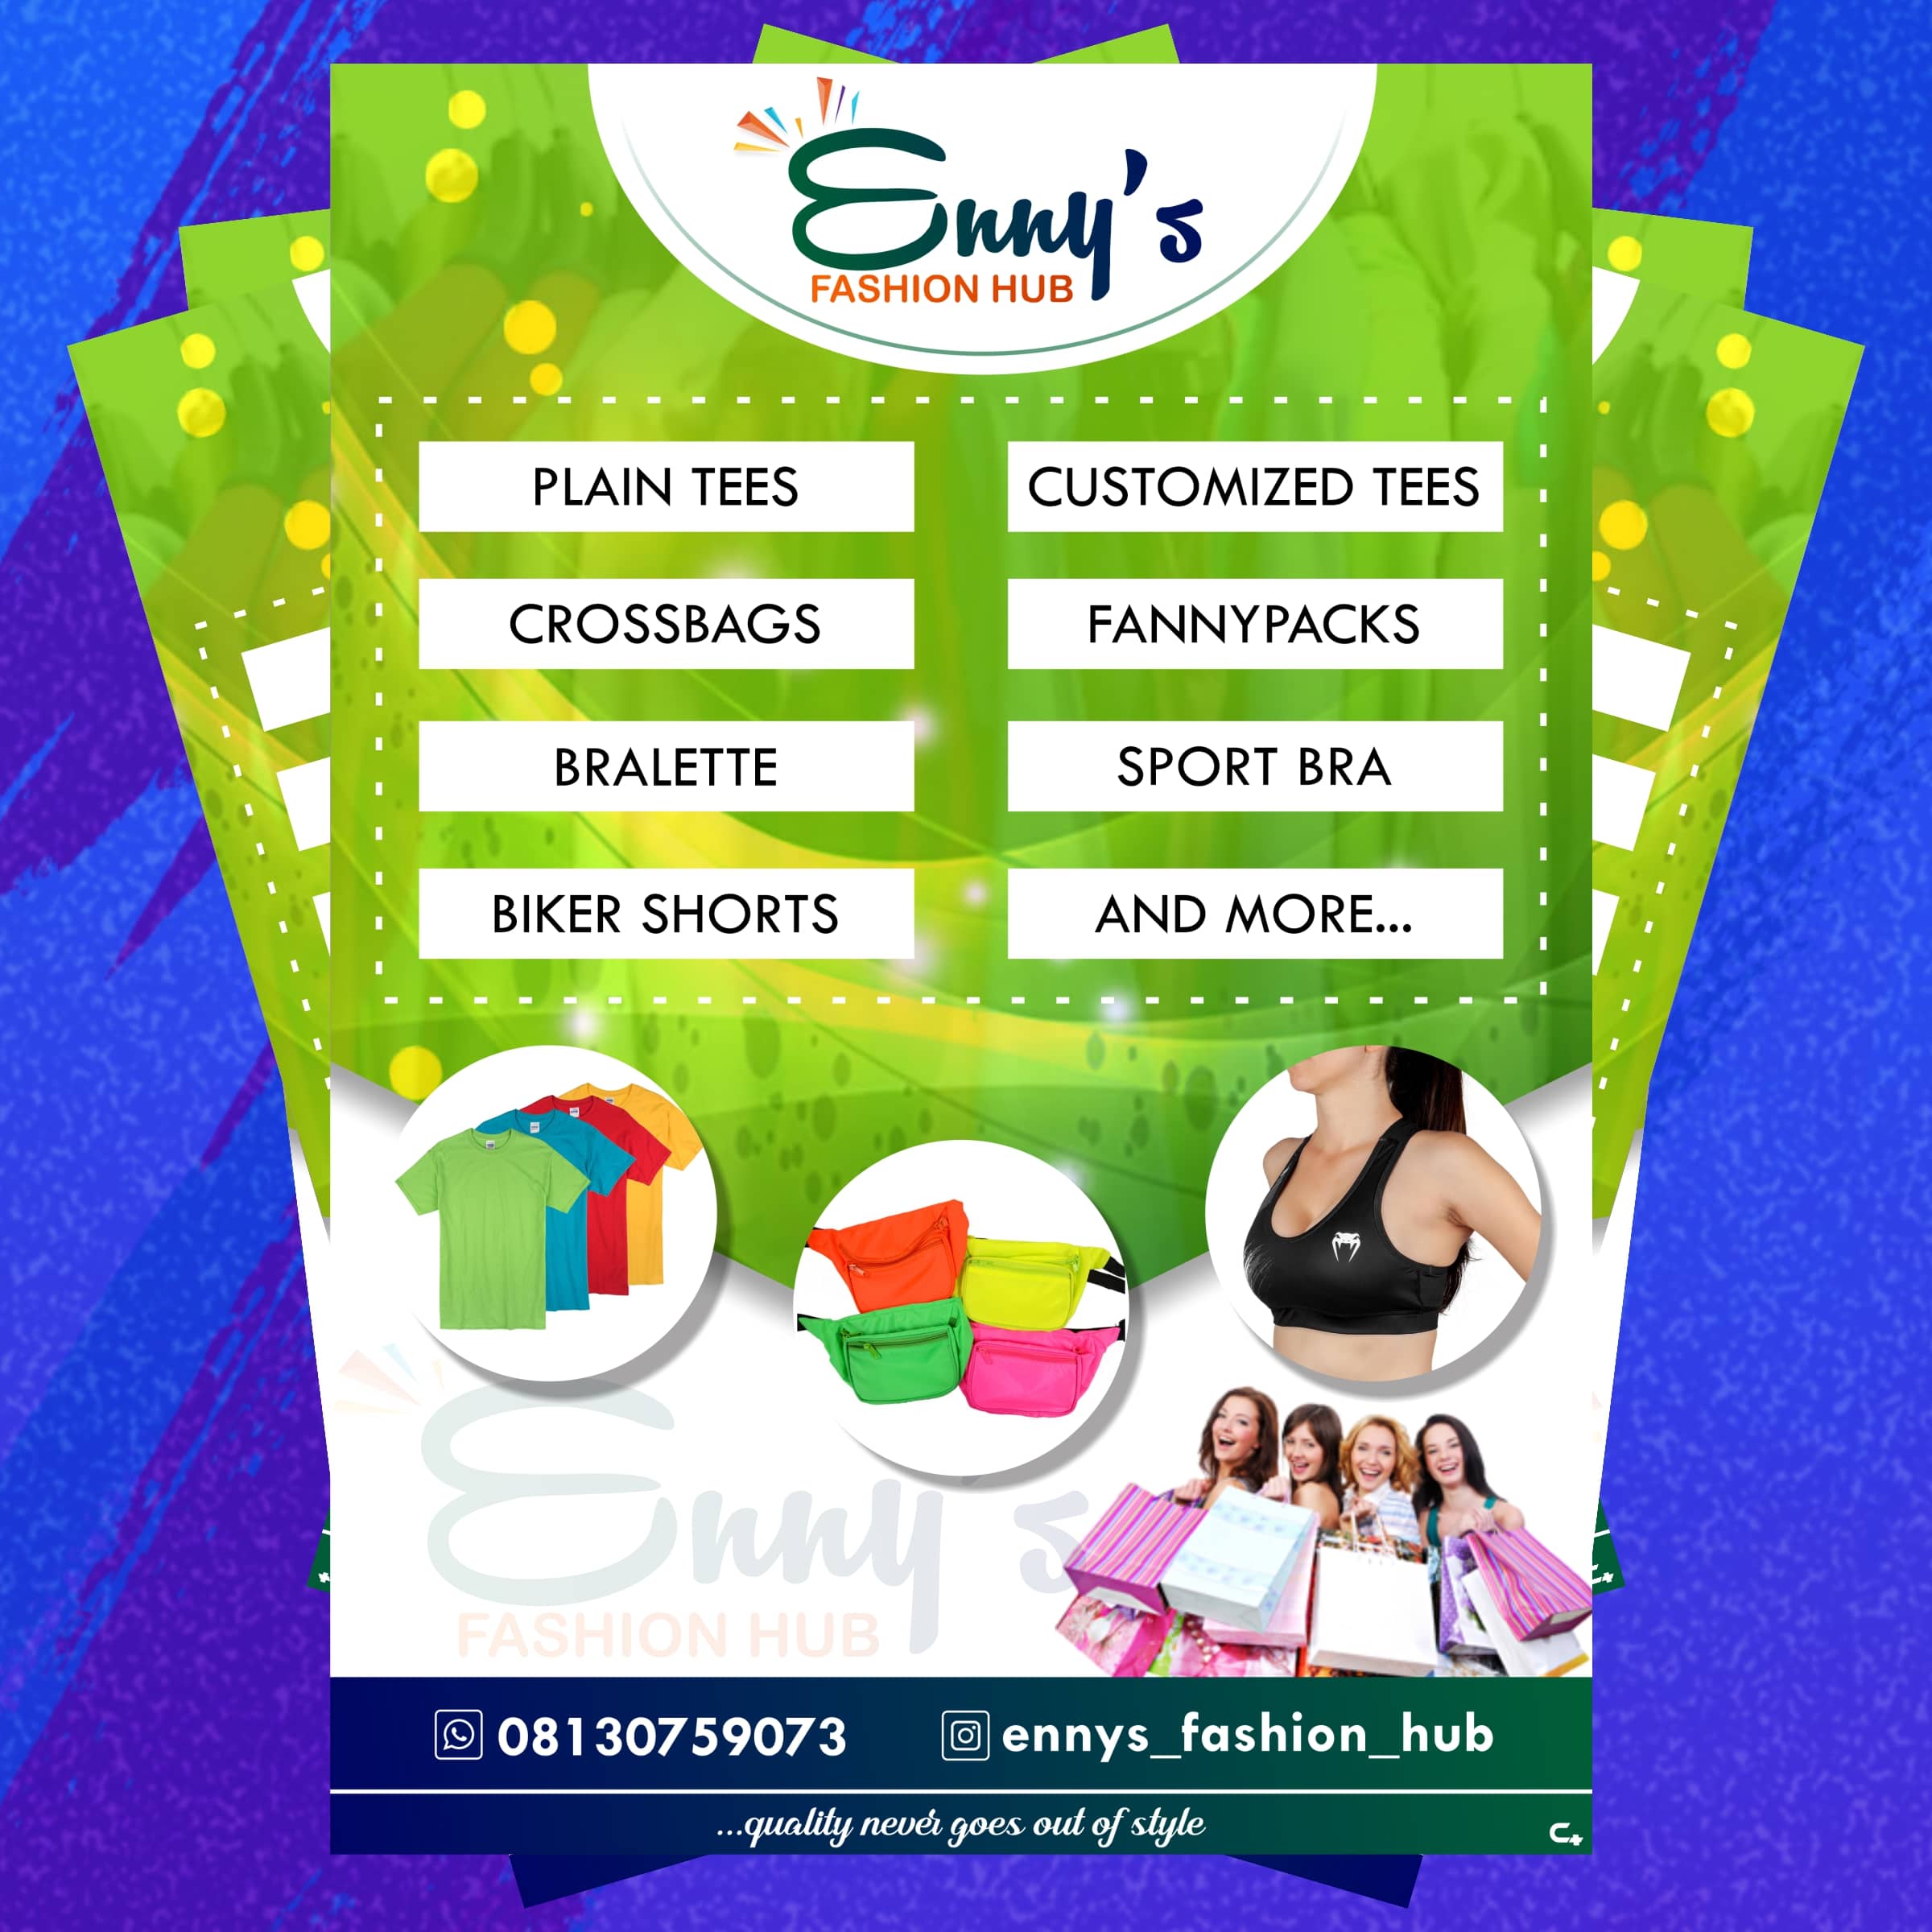 Enny's
FASHION HUB
PLAIN TEES
CUSTOMIZED TEES
CROSSBAGS
FANNYPACKS
BRALETTE
SPORT BRA
BIKER SHORTS
AND MORE...
Enny's
FASHION HUB
08130759073
ennys_fashion_hub
...quality never goes out of style